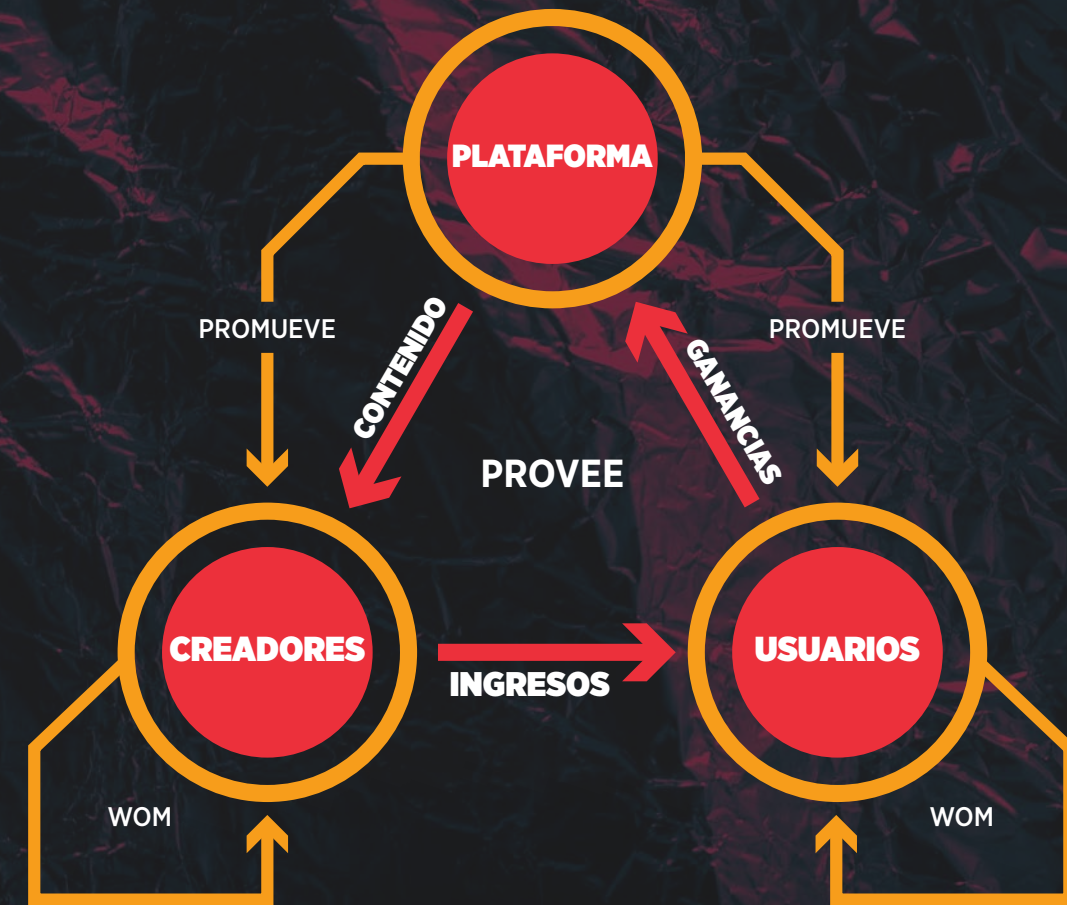 PLATAFORMA
PROMUEVE
PROMUEVE
CONTENIDO
GANANCIAS
PROVEE
CREADORES
USUARIOS
INGRESOS
WOM
WOM